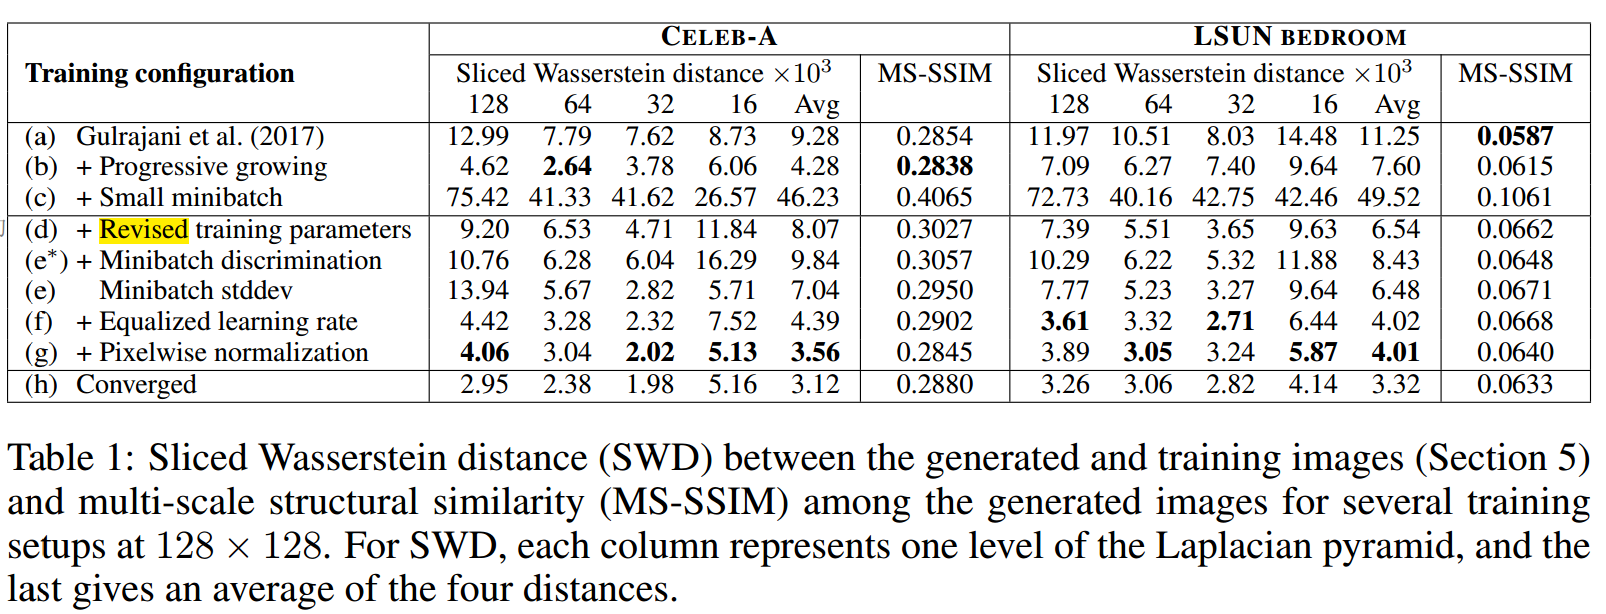 CELEB-A LSUN BEDROOM
Training configuration Sliced Wasserstein distance ×10³ MS-SSIM Sliced Wasserstein distance ×10³ MS-SSIM
128 64 32 16 Avg 128 64 32 16 Avg
(a) Gulrajani et al. (2017) 12.99 7.79 7.62 8.73 9.28 0.2854 11.97 10.51 8.03 14.48 11.25 0.0587
(b) + Progressive growing 4.62 2.64 3.78 6.06 4.28 0.2838 7.09 6.27 7.40 9.64 7.60 0.0615
(c) + Small minibatch 75.42 41.33 41.62 26.57 46.23 0.4065 72.73 40.16 42.75 42.46 49.52 0.1061
(d) + Revised training parameters 9.20 6.53 4.71 11.84 8.07 0.3027 7.39 5.51 3.65 9.63 6.54 0.0662
(e*) + Minibatch discrimination 10.76 6.28 6.04 16.29 9.84 0.3057 10.29 6.22 5.32 11.88 8.43 0.0648
(e) Minibatch stddev 13.94 5.67 2.82 5.71 7.04 0.2950 7.77 5.23 3.27 9.64 6.48 0.0671
(f) + Equalized learning rate 4.42 3.28 2.32 7.52 4.39 0.2902 3.61 3.32 2.71 6.44 4.02 0.0668
(g) + Pixelwise normalization 4.06 3.04 2.02 5.13 3.56 0.2845 3.89 3.05 3.24 5.87 4.01 0.0640
(h) Converged 2.95 2.38 1.98 5.16 3.12 0.2880 3.26 3.06 2.82 4.14 3.32 0.0633
Table 1: Sliced Wasserstein distance (SWD) between the generated and training images (Section 5)
and multi-scale structural similarity (MS-SSIM) among the generated images for several training
setups at 128 × 128. For SWD, each column represents one level of the Laplacian pyramid, and the
last gives an average of the four distances.